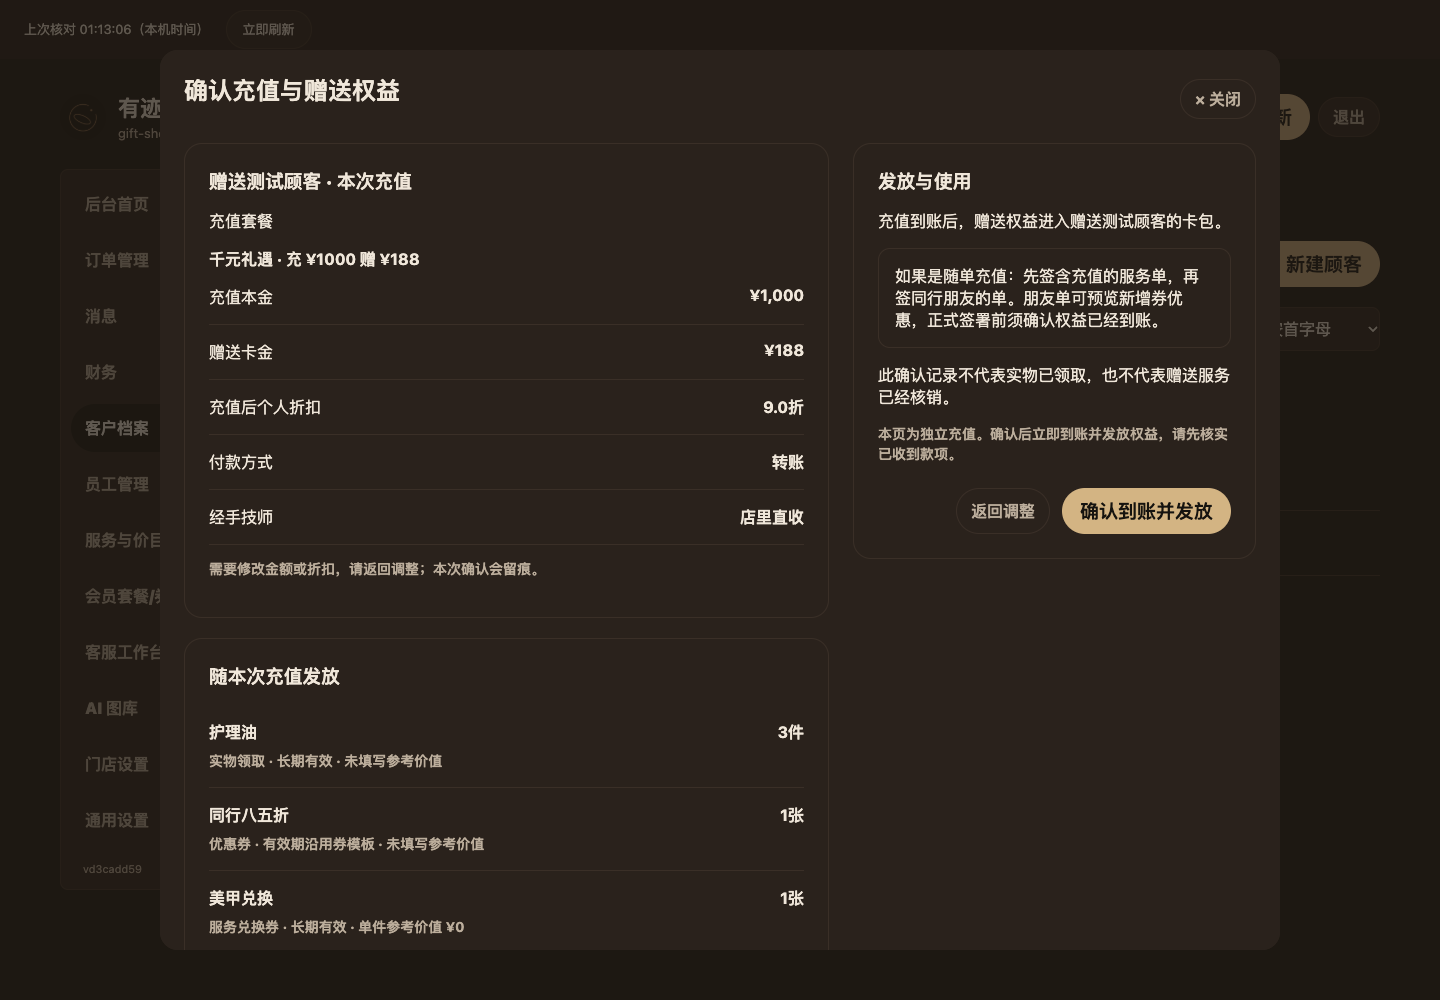 上次核对 01:13:06（本机时间）
立即刷新
有迹
gift-sh
新
退出
后台首页
订单管理
消息
财务
客户档案
员工管理
服务与价目
会员套餐/
客服工作台
AI 图库
门店设置
通用设置
vd3cadd59
新建顾客
首字母
确认充值与赠送权益
× 关闭
赠送测试顾客 · 本次充值
充值套餐
千元礼遇 · 充 ¥1000 赠 ¥188
充值本金 ¥1,000
赠送卡金 ¥188
充值后个人折扣 9.0折
付款方式 转账
经手技师 店里直收
需要修改金额或折扣，请返回调整；本次确认会留痕。
随本次充值发放
护理油 3件
实物领取 · 长期有效 · 未填写参考价值
同行八五折 1张
优惠券 · 有效期沿用券模板 · 未填写参考价值
美甲兑换 1张
服务兑换券 · 长期有效 · 单件参考价值 ¥0
发放与使用
充值到账后，赠送权益进入赠送测试顾客的卡包。
如果是随单充值：先签含充值的服务单，再
签同行朋友的单。朋友单可预览新增券优
惠，正式签署前须确认权益已经到账。
此确认记录不代表实物已领取，也不代表赠送服务
已经核销。
本页为独立充值。确认后立即到账并发放权益，请先核实
已收到款项。
返回调整
确认到账并发放